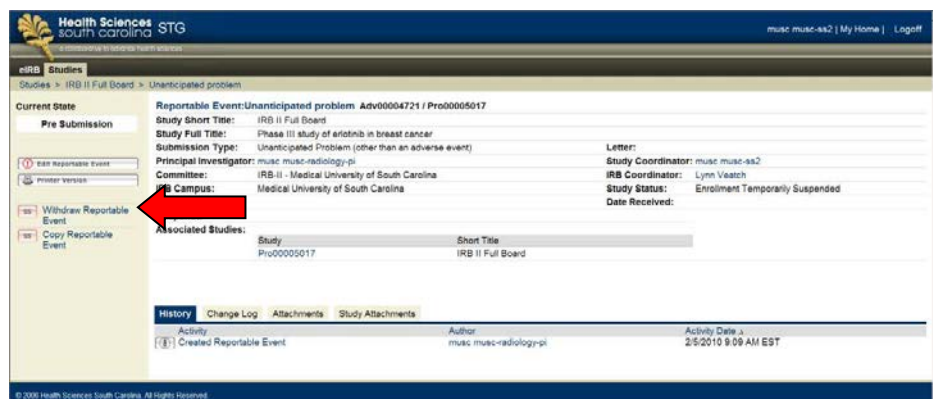 Health Sciences STG
south carolina
musc musc-ss2 | My Home | Logoff
eIRB Studies
Studies > IRB II Full Board > Unanticipated problem
Current State
Pre Submission
Edit Reportable Event
Printer Version
Withdraw Reportable Event
Copy Reportable Event
Reportable Event:Unanticipated problem Adv00004721 / Pro00005017
Study Short Title: IRB II Full Board
Study Full Title: Phase III study of erlotinib in breast cancer
Submission Type: Unanticipated Problem (other than an adverse event) Letter:
Principal Investigator: musc musc-radiology-pi Study Coordinator: musc musc-ss2
Committee: IRB-II - Medical University of South Carolina IRB Coordinator: Lynn Veatch
Campus: Medical University of South Carolina Study Status: Enrollment Temporarily Suspended
Date Received:
Associated Studies:
Study Short Title
Pro00005017 IRB II Full Board
History Change Log Attachments Study Attachments
Activity Author Activity Date
Created Reportable Event musc musc-radiology-pi 2/5/2010 9:09 AM EST
© 2006 Health Sciences South Carolina. All Rights Reserved